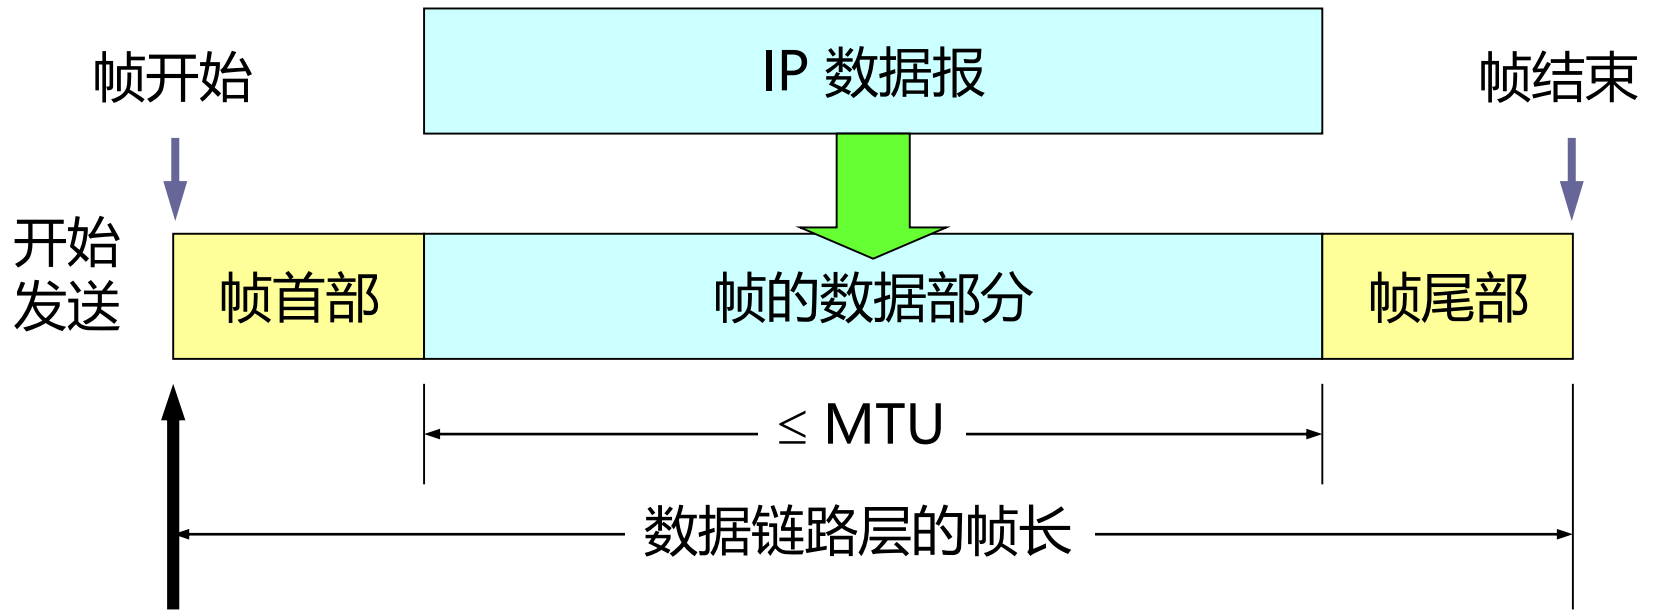 IP 数据报
帧开始
帧结束
开始
发送
帧首部
帧的数据部分
帧尾部
≤ MTU
数据链路层的帧长